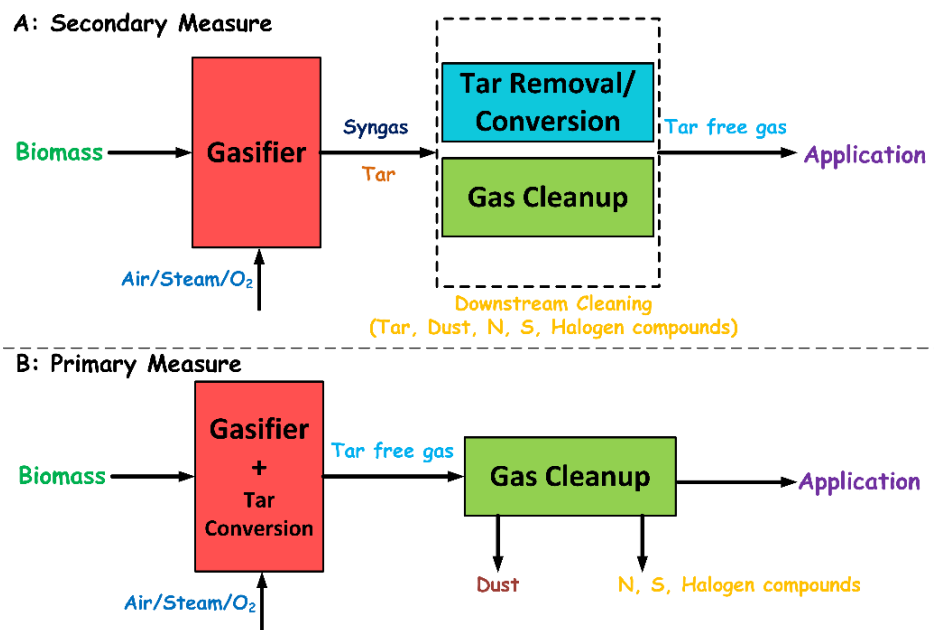 A: Secondary Measure
Biomass
Gasifier
Air/Steam/O₂
Syngas
Tar
Tar Removal/
Conversion
Gas Cleanup
Downstream Cleaning
(Tar, Dust, N, S, Halogen compounds)
Tar free gas
Application
B: Primary Measure
Biomass
Gasifier
+
Tar
Conversion
Air/Steam/O₂
Tar free gas
Gas Cleanup
Dust
N, S, Halogen compounds
Application